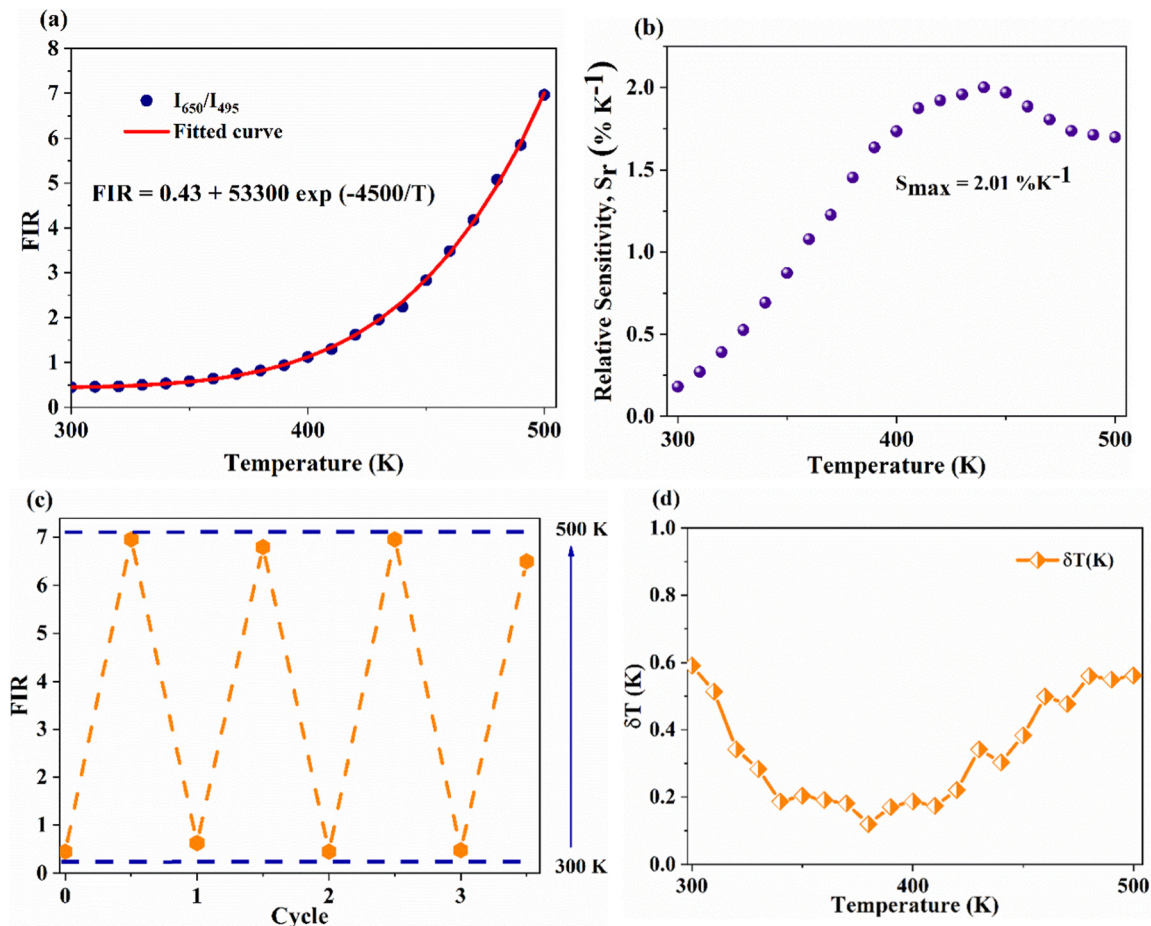 (a)
8
7
6
5
4
3
2
1
0
FIR
I650/I495
Fitted curve
FIR = 0.43 + 53300 exp (-4500/T)
300
400
500
Temperature (K)
(b)
2.0
1.5
1.0
0.5
0.0
Relative Sensitivity, Sr (% K-1)
Smax = 2.01 %K-1
300
400
500
Temperature (K)
(c)
7
6
5
4
3
2
1
0
FIR
500 K
300 K
0
1
2
3
Cycle
(d)
1.0
0.8
0.6
0.4
0.2
0.0
δT (K)
δT(K)
300
400
500
Temperature (K)